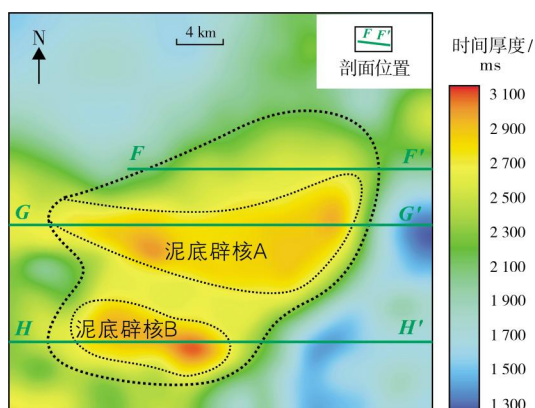 N
4 km
F F'
剖面位置
时间厚度/
ms
3 100
2 900
2 700
2 500
2 300
2 100
1 900
1 700
1 500
1 300
F F'
G G'
泥底辟核A
泥底辟核B
H H'